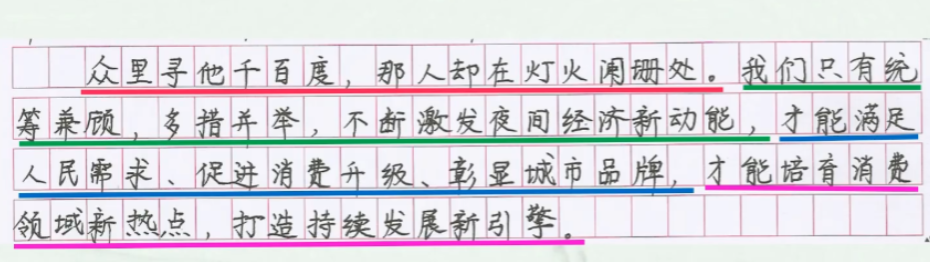 众里寻他千百度，那人却在灯火阑珊处。我们只有统
筹兼顾，多措并举，不断激发夜间经济新动能，才能满足
人民需求、促进消费升级、彰显城市品牌，才能培育消费
领域新热点，打造持续发展新引擎。